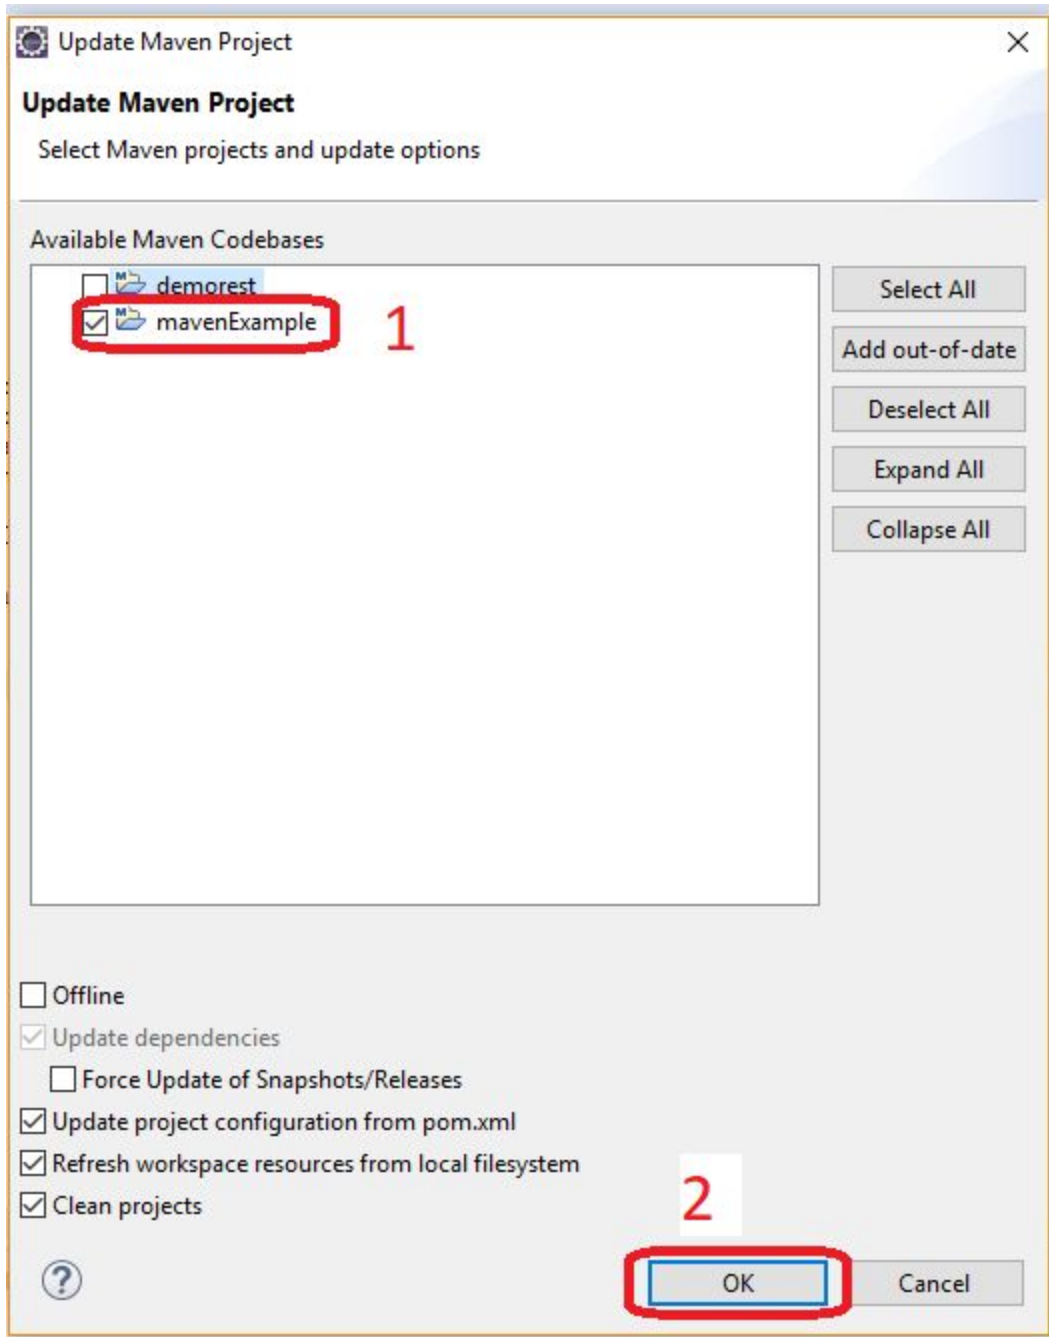 Update Maven Project
Update Maven Project
Select Maven projects and update options
Available Maven Codebases
demorest
mavenExample
1
Select All
Add out-of-date
Deselect All
Expand All
Collapse All
Offline
Update dependencies
Force Update of Snapshots/Releases
Update project configuration from pom.xml
Refresh workspace resources from local filesystem
Clean projects
2
?
OK
Cancel